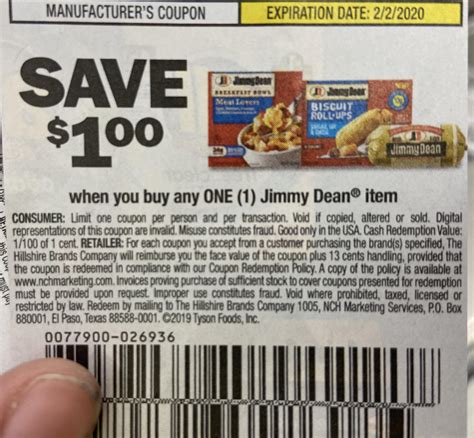 MANUFACTURER'S COUPON
EXPIRATION DATE: 2/2/2020
SAVE
$1.00
Jimmy Dean
BREAKFAST BOWL
Meat Lovers
Jimmy Dean
BISCUIT
ROLL-UPS
Jimmy Dean
when you buy any ONE (1) Jimmy Dean® item
CONSUMER: Limit one coupon per person and per transaction. Void if copied, altered or sold. Digital
representations of this coupon are invalid. Misuse constitutes fraud. Good only in the USA. Cash Redemption Value:
1/100 of 1 cent. RETAILER: For each coupon you accept from a customer purchasing the brand(s) specified, The
Hillshire Brands Company will reimburse you the face value of the coupon plus 13 cents handling, provided that
the coupon is redeemed in compliance with our Coupon Redemption Policy. A copy of the policy is available at
www.nchmarketing.com. Invoices proving purchase of sufficient stock to cover coupons presented for redemption
must be provided upon request. Improper use constitutes fraud. Void where prohibited, taxed, licensed or
restricted by law. Redeem by mailing to The Hillshire Brands Company 1005, NCH Marketing Services, P.O. Box
880001, El Paso, Texas 88588-0001. ©2019 Tyson Foods, Inc.
0077900-026936